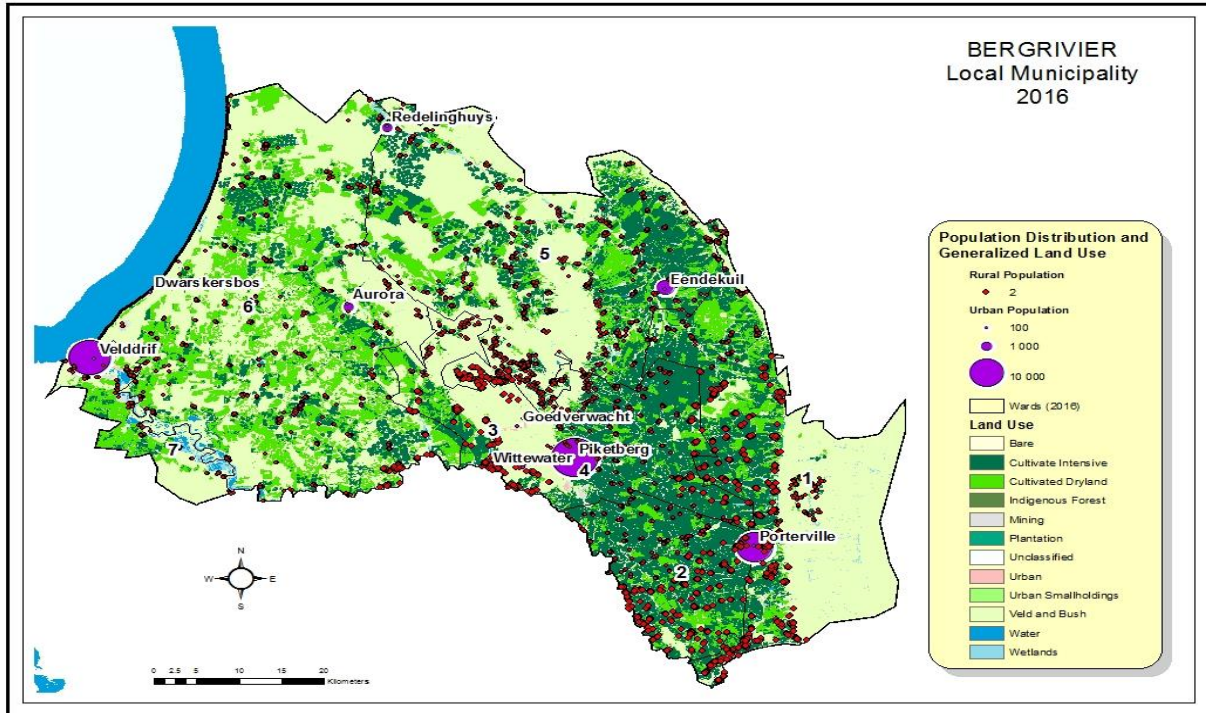 BERGRIVIER
Local Municipality
2016
Redelinghuys
5
Eendekuil
Dwarskersbos
6
Aurora
Velddrif
Goedverwacht
3
Wittewater
Piketberg
4
7
1
Porterville
2
N
W
E
S
0 2.5 5 10 15 20
Kilometers
Population Distribution and
Generalized Land Use
Rural Population
2
Urban Population
100
1 000
10 000
Wards (2016)
Land Use
Bare
Cultivate Intensive
Cultivated Dryland
Indigenous Forest
Mining
Plantation
Unclassified
Urban
Urban Smallholdings
Veld and Bush
Water
Wetlands